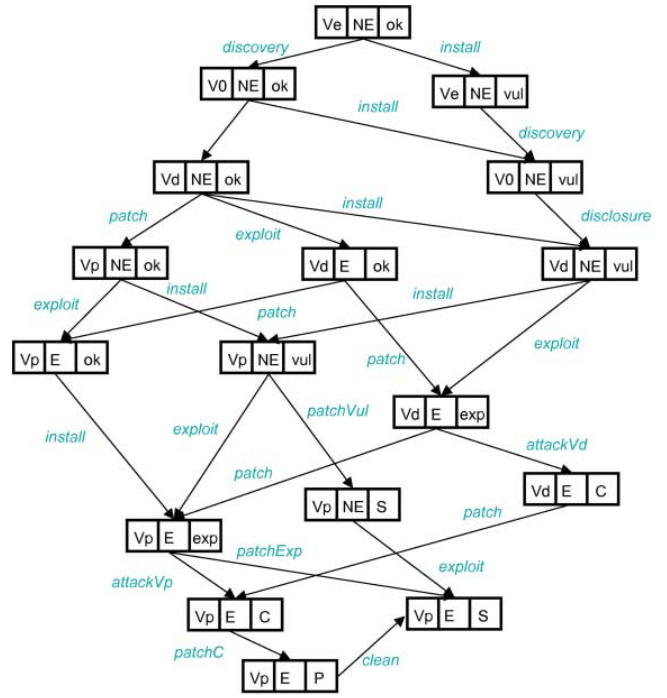 Ve NE ok
discovery install
V0 NE ok
Ve NE vul
install
discovery
Vd NE ok
V0 NE vul
patch
exploit
install
disclosure
Vp NE ok
Vd E ok
Vd NE vul
exploit
install
patch
install
Vp E ok
Vp NE vul
patch
exploit
Vd E exp
install
exploit
patchVul
attackVd
patch
Vd E C
Vp NE S
patch
Vp E exp
patchExp
exploit
attackVp
Vp E C
Vp E S
patchC
clean
Vp E P